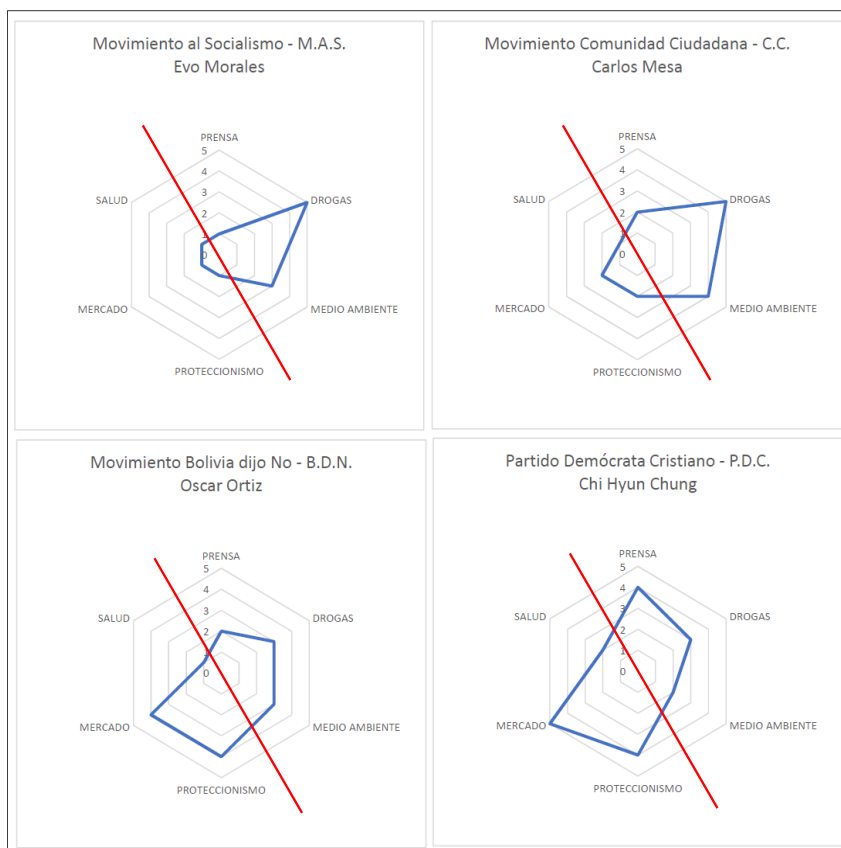 Movimiento al Socialismo - M.A.S.
Evo Morales
PRENSA
5
4
3
2
1
0
SALUD
DROGAS
MERCADO
MEDIO AMBIENTE
PROTECCIONISMO
Movimiento Comunidad Ciudadana - C.C.
Carlos Mesa
PRENSA
5
4
3
2
1
0
SALUD
DROGAS
MERCADO
MEDIO AMBIENTE
PROTECCIONISMO
Movimiento Bolivia dijo No - B.D.N.
Oscar Ortiz
PRENSA
5
4
3
2
1
0
SALUD
DROGAS
MERCADO
MEDIO AMBIENTE
PROTECCIONISMO
Partido Demócrata Cristiano - P.D.C.
Chi Hyun Chung
PRENSA
5
4
3
2
1
0
SALUD
DROGAS
MERCADO
MEDIO AMBIENTE
PROTECCIONISMO